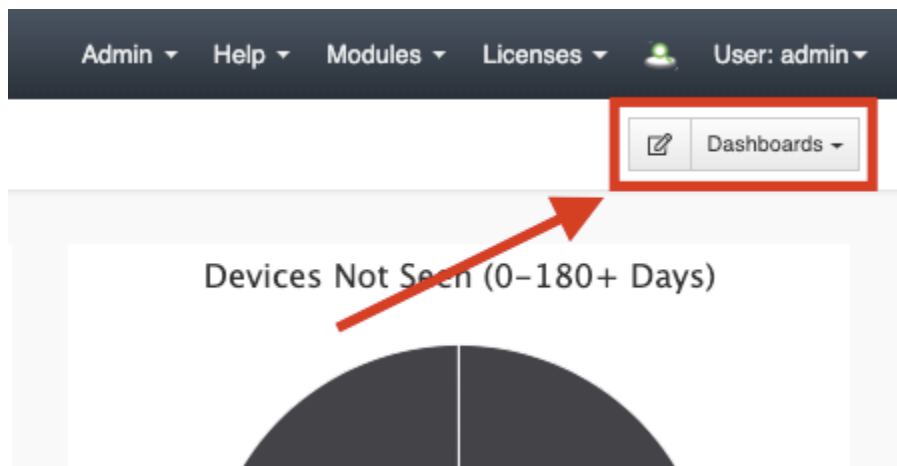 Admin Help Modules Licenses User: admin
Dashboards
Devices Not Seen (0-180+ Days)